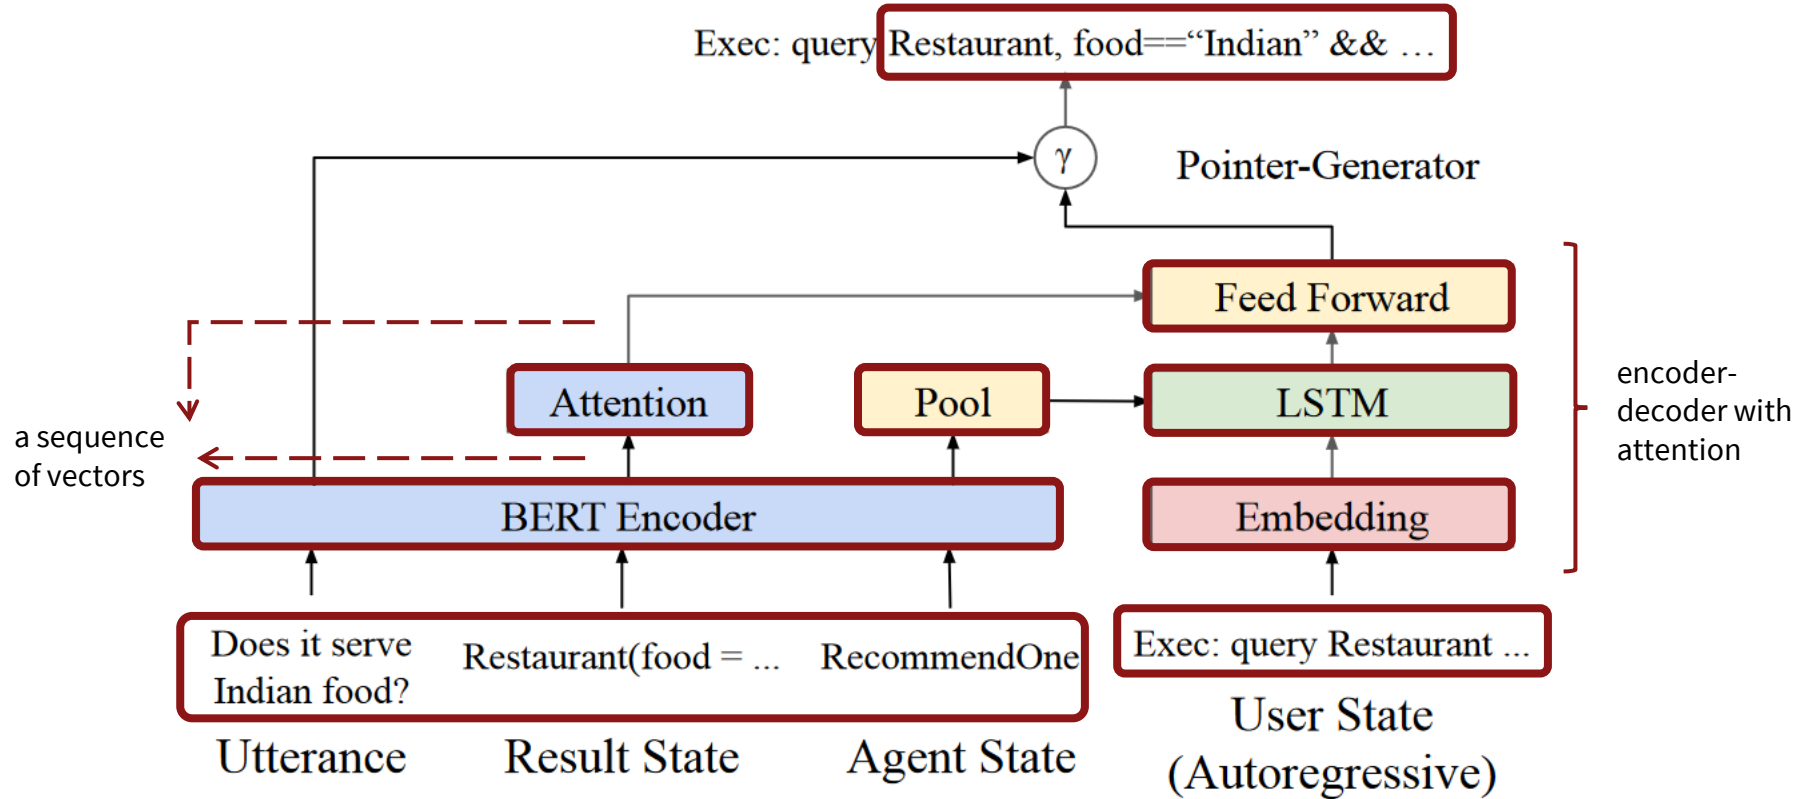 Exec: query Restaurant, food==“Indian” && …
γ
Pointer-Generator
Feed Forward
Attention
Pool
LSTM
encoder-
decoder with
attention
a sequence
of vectors
BERT Encoder
Embedding
Does it serve
Indian food?
Restaurant(food = ...
RecommendOne
Exec: query Restaurant ...
Utterance
Result State
Agent State
User State
(Autoregressive)